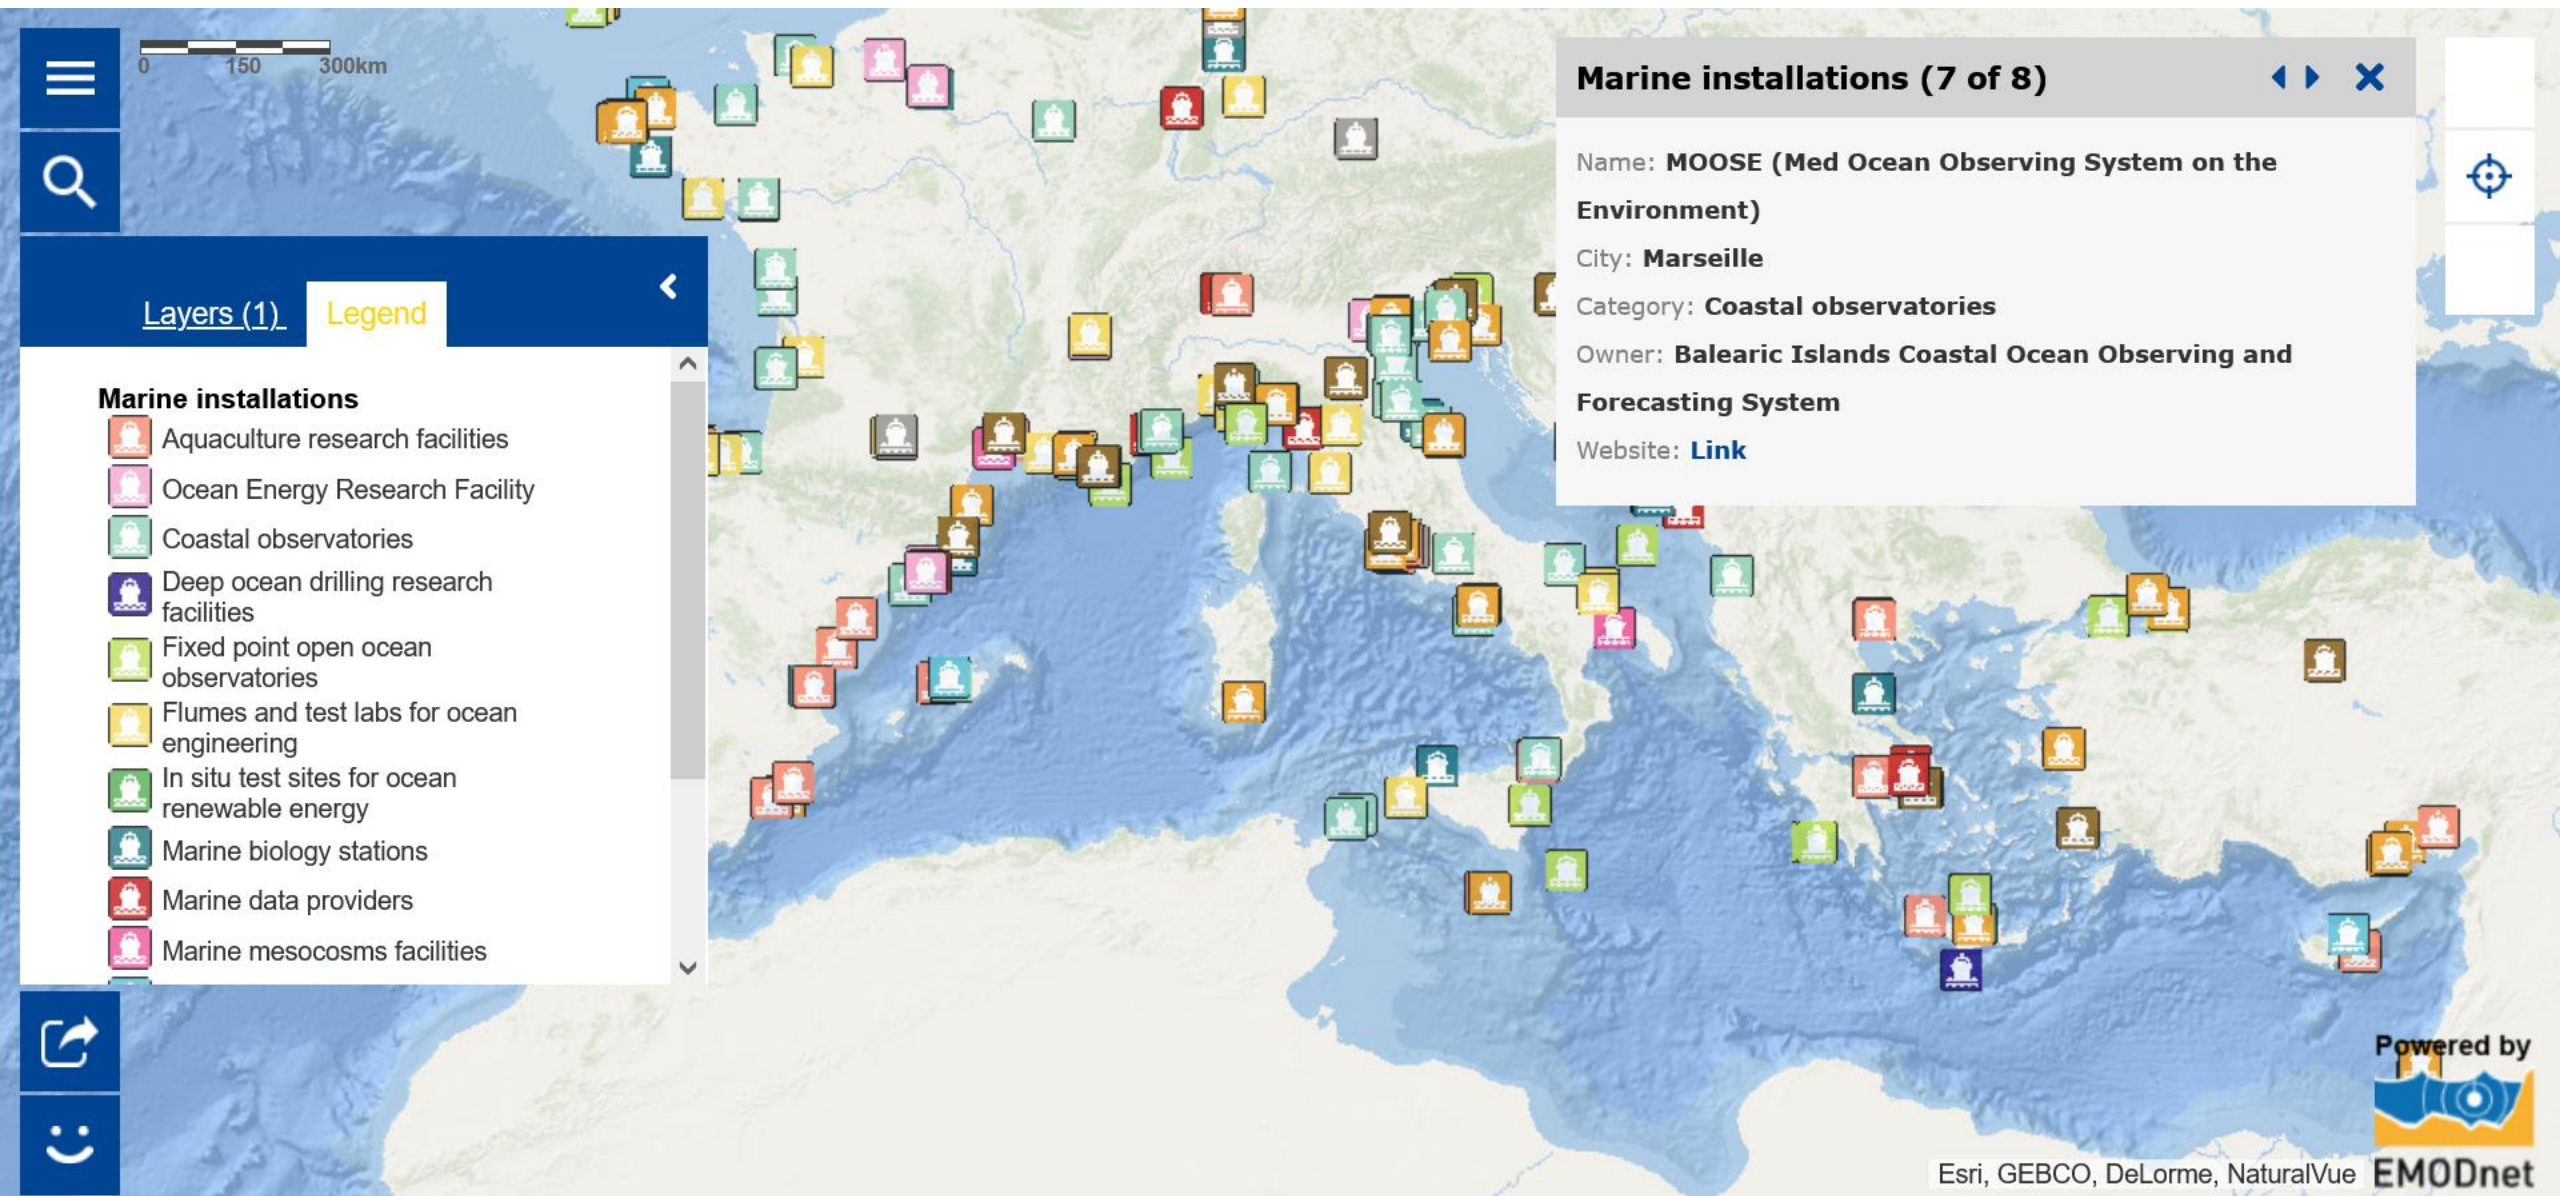 0 150 300km
Layers (1) Legend
Marine installations
Aquaculture research facilities
Ocean Energy Research Facility
Coastal observatories
Deep ocean drilling research
facilities
Fixed point open ocean
observatories
Flumes and test labs for ocean
engineering
In situ test sites for ocean
renewable energy
Marine biology stations
Marine data providers
Marine mesocosms facilities
Marine installations (7 of 8)
Name: MOOSE (Med Ocean Observing System on the
Environment)
City: Marseille
Category: Coastal observatories
Owner: Balearic Islands Coastal Ocean Observing and
Forecasting System
Website: Link
Powered by
EMODnet
Esri, GEBCO, DeLorme, NaturalVue